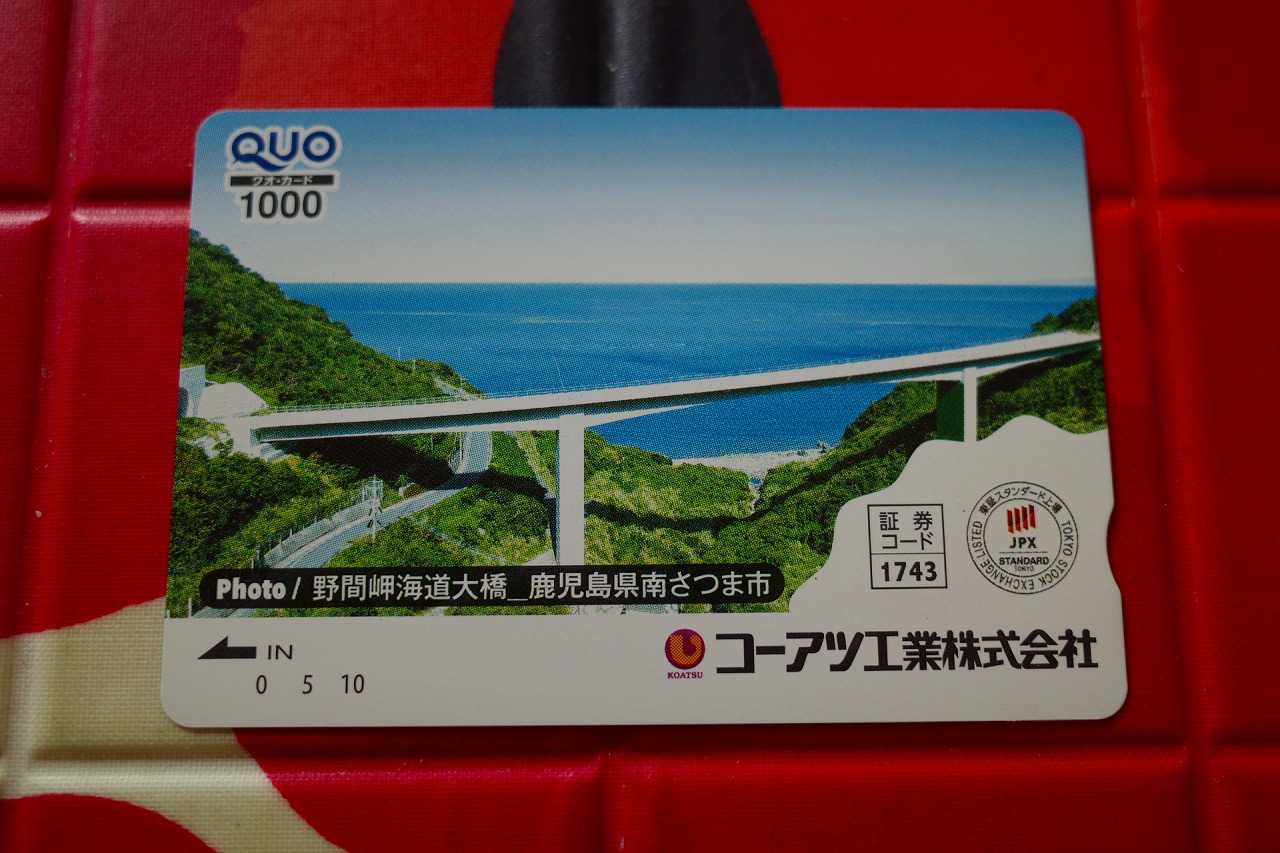 QUO
クオ・カード
1000
証券
コード
1743
東証スタンダード上場
TOKYO STOCK EXCHANGE LISTED
JPX
STANDARD
TOKYO
Photo / 野間岬海道大橋_鹿児島県南さつま市
IN
0 5 10
KOATSU
コーアツ工業株式会社